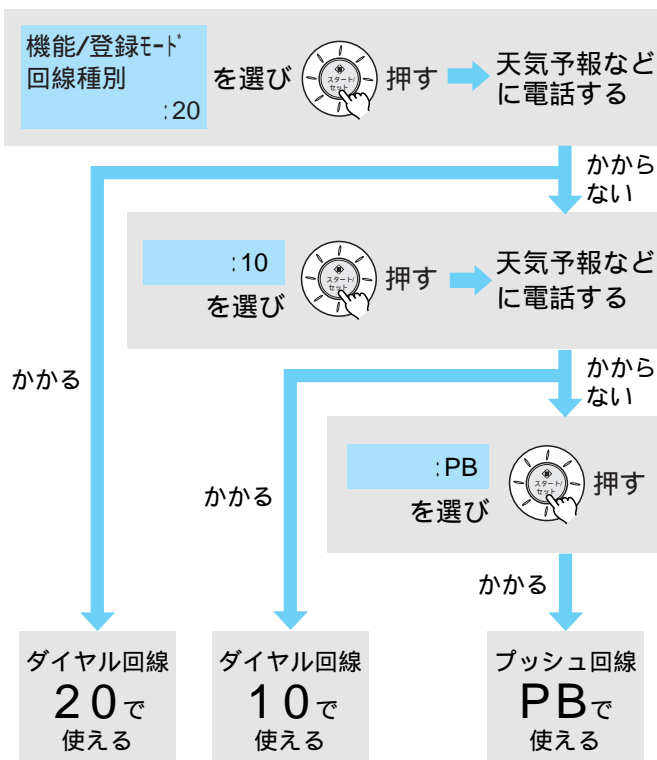 機能/登録ﾓｰﾄﾞ
回線種別
:20
を選び
スタート/
セット
押す
天気予報など
に電話する
かから
ない
:10
を選び
スタート/
セット
押す
天気予報など
に電話する
かかる
かから
ない
:PB
を選び
スタート/
セット
押す
かかる
かかる
ダイヤル回線
20で
使える
ダイヤル回線
10で
使える
プッシュ回線
PBで
使える